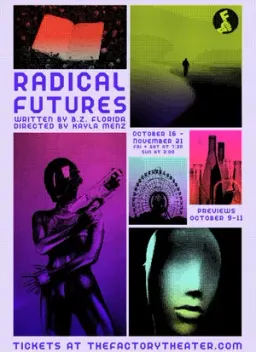 RADICAL
FUTURES
WRITTEN BY B.Z. FLORIDA
DIRECTED BY KAYLA MENZ
OCTOBER 16 -
NOVEMBER 21
FRI + SAT AT 7:30
SUN AT 3:00
PREVIEWS
OCTOBER 9-11
TICKETS AT THEFACTORYTHEATER.COM